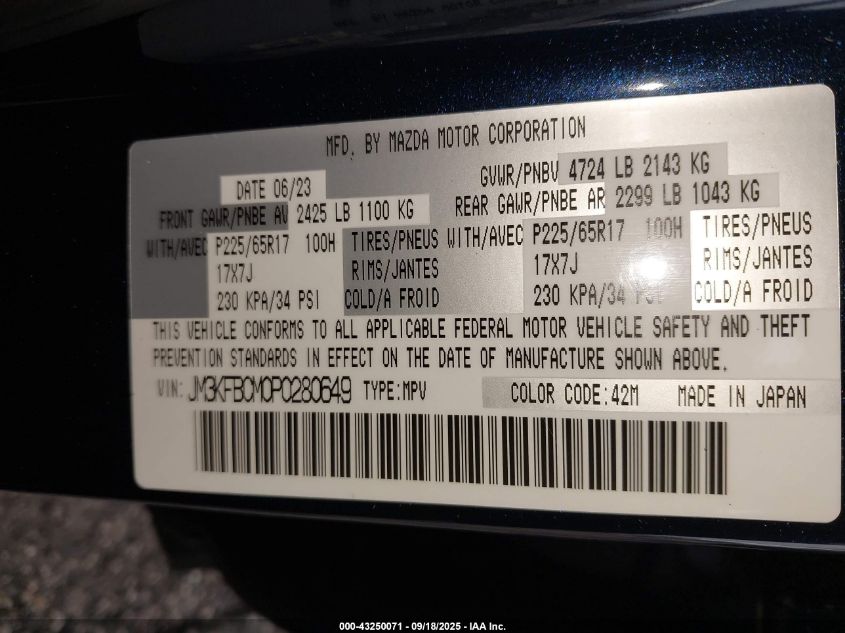 MFD. BY MAZDA MOTOR CORPORATION
DATE 06/23 GVWR/PNBV 4724 LB 2143 KG
FRONT GAWR/PNBE AV 2425 LB 1100 KG REAR GAWR/PNBE AR 2299 LB 1043 KG
WITH/AVEC P225/65R17 100H TIRES/PNEUS WITH/AVEC P225/65R17 100H TIRES/PNEUS
17X7J RIMS/JANTES 17X7J RIMS/JANTES
230 KPA/34 PSI COLD/A FROID 230 KPA/34 PSI COLD/A FROID
THIS VEHICLE CONFORMS TO ALL APPLICABLE FEDERAL MOTOR VEHICLE SAFETY AND THEFT
PREVENTION STANDARDS IN EFFECT ON THE DATE OF MANUFACTURE SHOWN ABOVE.
VIN: JM3KFBCM0P0280649 TYPE:MPV COLOR CODE:42M MADE IN JAPAN
000-43250071 - 09/18/2025 - IAA Inc.